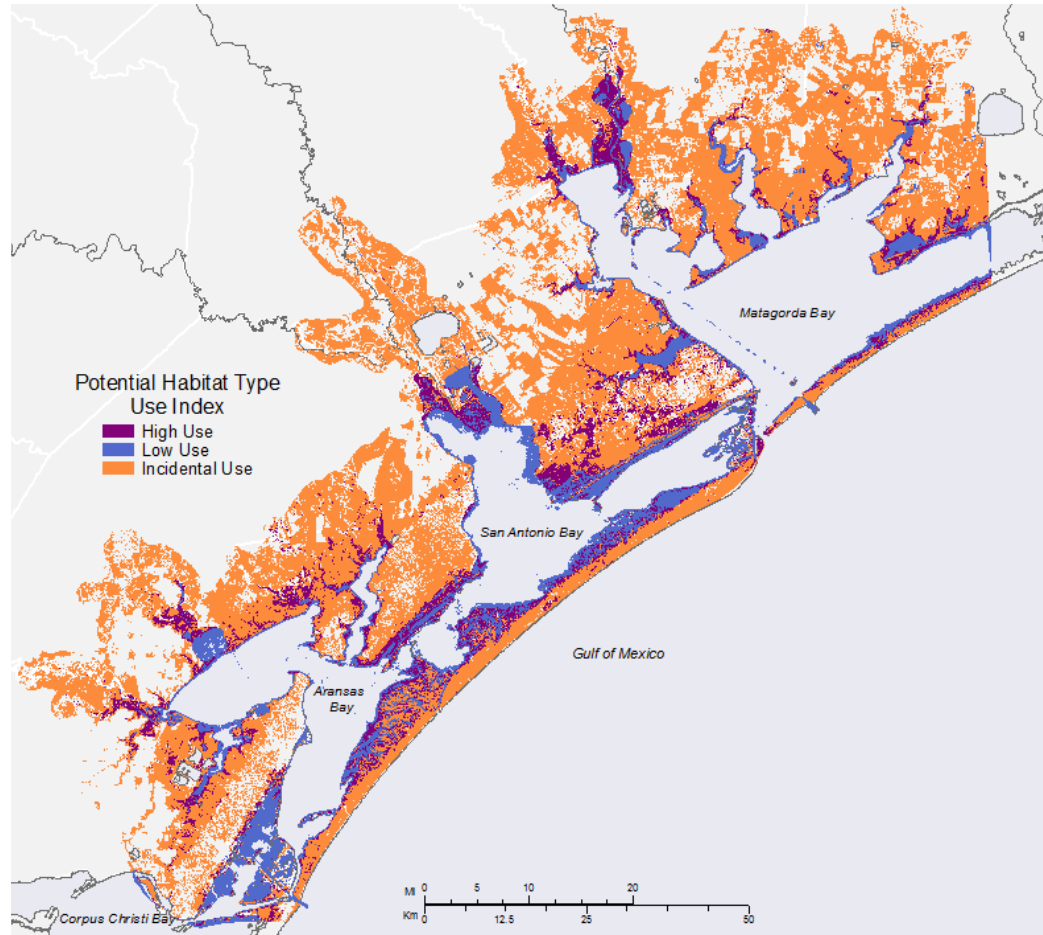 Matagorda Bay
Potential Habitat Type
Use Index
High Use
Low Use
Incidental Use
San Antonio Bay
Gulf of Mexico
Aransas
Bay
MI 0 5 10 20
Km 0 12.5 25 50
Corpus Christi Bay